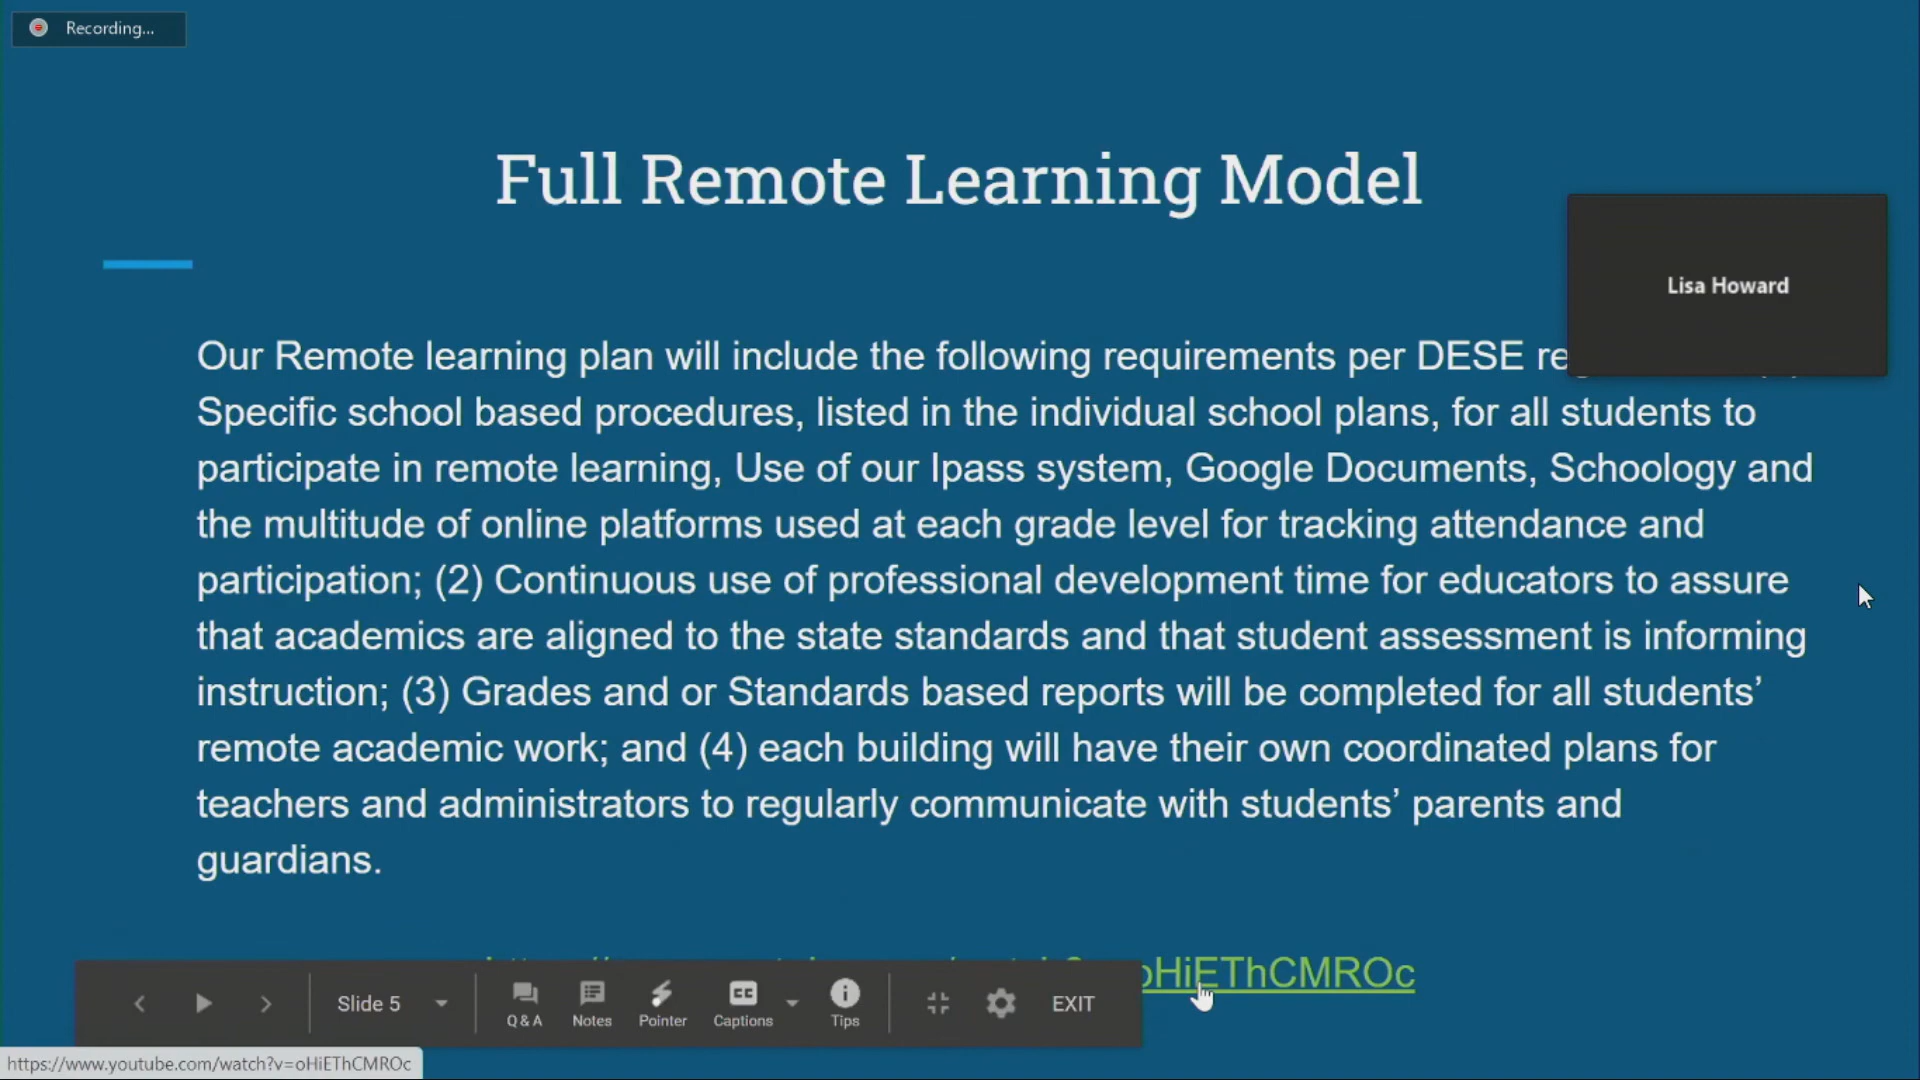 Recording...
Full Remote Learning Model
Lisa Howard
Our Remote learning plan will include the following requirements per DESE
Specific school based procedures, listed in the individual school plans, for all students to
participate in remote learning, Use of our Ipass system, Google Documents, Schoology and
the multitude of online platforms used at each grade level for tracking attendance and
participation; (2) Continuous use of professional development time for educators to assure
that academics are aligned to the state standards and that student assessment is informing
instruction; (3) Grades and or Standards based reports will be completed for all students’
remote academic work; and (4) each building will have their own coordinated plans for
teachers and administrators to regularly communicate with students’ parents and
guardians.
oHiEThCMROc
Slide 5
Q & A
Notes
Pointer
CC
Captions
Tips
EXIT
https://www.youtube.com/watch?v=oHiEThCMROc